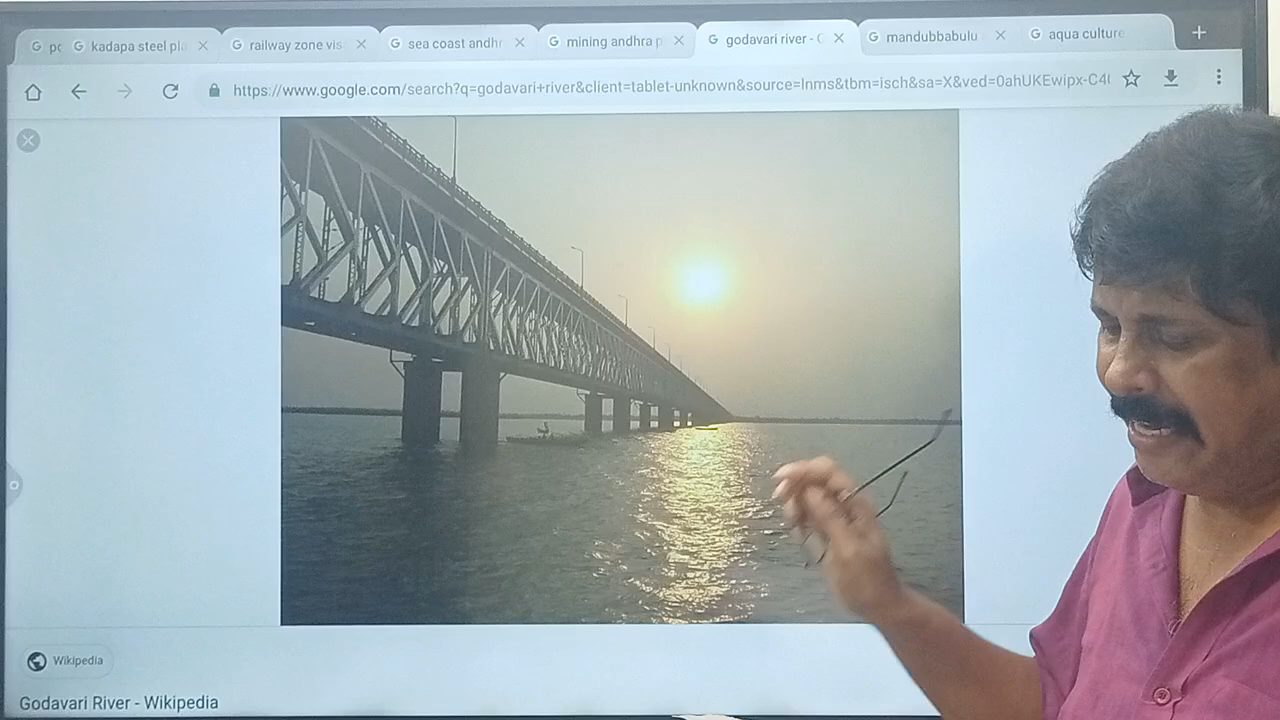 po
kadapa steel pla
railway zone vis
sea coast andhr
mining andhra p
godavari river - G
mandubbabulu
aqua culture
https://www.google.com/search?q=godavari+river&client=tablet-unknown&source=lnms&tbm=isch&sa=X&ved=0ahUKEwipx-C4
Wikipedia
Godavari River - Wikipedia